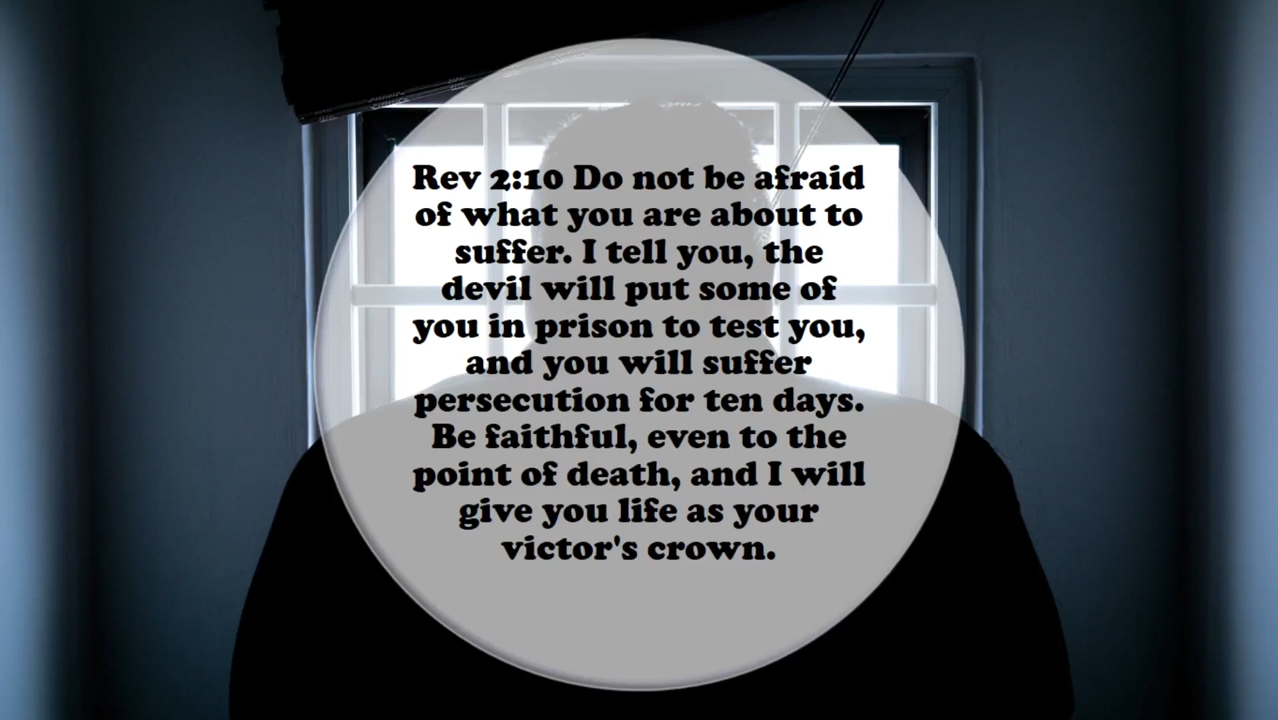 Rev 2:10 Do not be afraid
of what you are about to
suffer. I tell you, the
devil will put some of
you in prison to test you,
and you will suffer
persecution for ten days.
Be faithful, even to the
point of death, and I will
give you life as your
victor's crown.